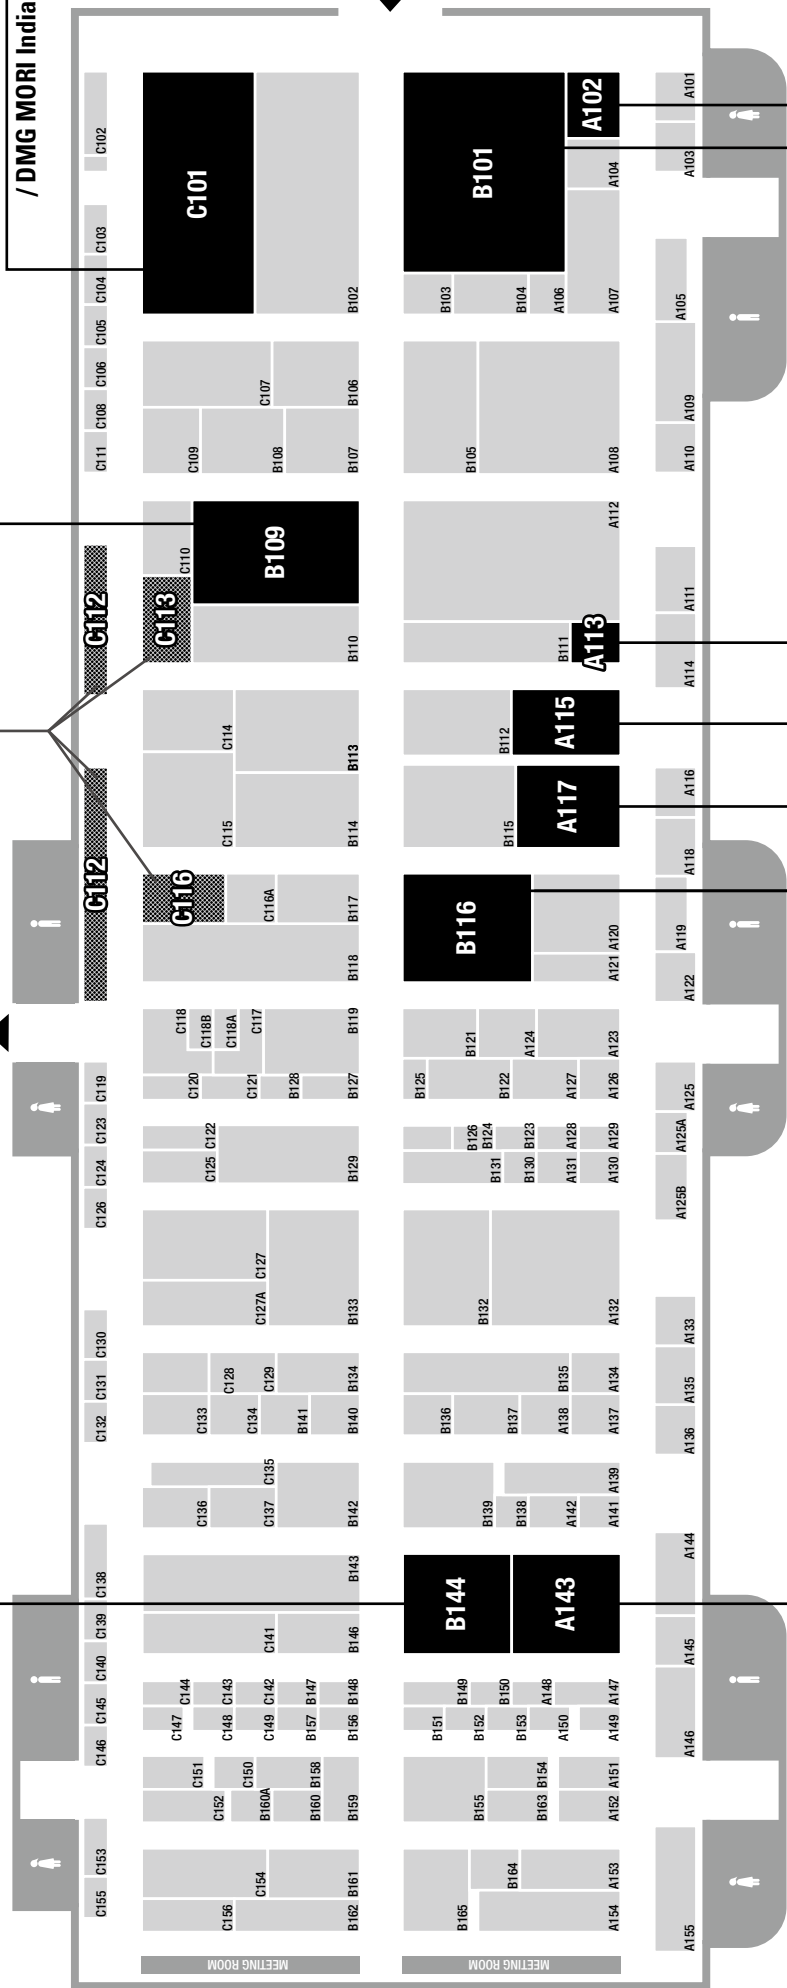 / DMG MORI India
C102
C103
C104
C105
C106
C108
C111
C112
C112
C119
C123
C124
C126
C130
C131
C132
C138
C139
C140
C145
C146
C153
C155
C101
B102
C107
B106
C109
B108
B107
C110
B109
C113
B110
C114
B113
C115
B114
C116
C116A
B117
B118
C118
C118B
C118A
C117
B119
C120
C121
B128
B127
C122
C125
B129
C127
C127A
B133
C128
C129
B134
C133
C134
B141
B140
C135
C136
C137
B142
B143
C141
B146
C144
C143
C142
B147
B148
C147
C148
C149
B157
B156
C151
C150
B158
C152
B160A
B160
B159
C154
B161
C156
B162
MEETING ROOM
B101
A102
A104
B103
B104
A106
A107
B105
A108
A112
B111
A113
B112
A115
B115
A117
B116
A120
A121
B121
A124
A123
B125
B122
A127
A126
B126
B124
B123
A128
A129
B131
B130
A131
A130
B132
A132
B135
A134
B136
B137
A138
A137
A139
B139
B138
A142
A141
B144
A143
B149
B150
A148
A147
B151
B152
B153
A150
A149
B154
A151
B155
B163
A152
B164
A153
B165
A154
MEETING ROOM
A101
A103
A105
A109
A110
A111
A114
A116
A118
A119
A122
A125
A125A
A125B
A133
A135
A136
A144
A145
A146
A155